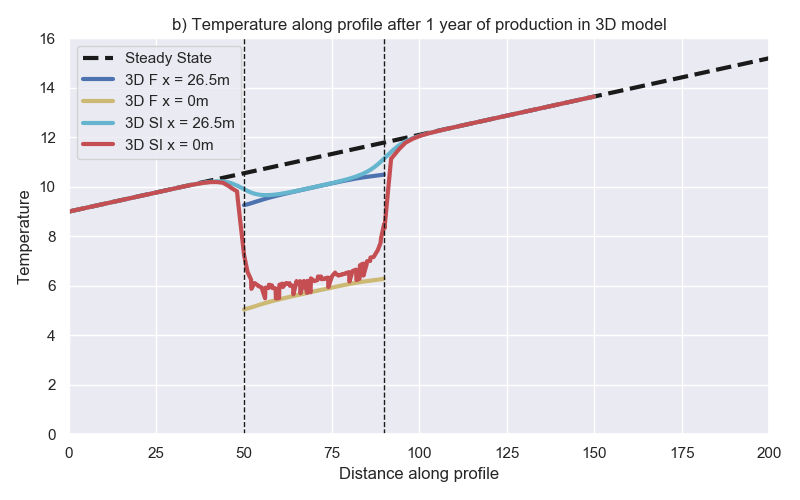 b) Temperature along profile after 1 year of production in 3D model
Steady State
3D F x = 26.5m
3D F x = 0m
3D SI x = 26.5m
3D SI x = 0m
Temperature
16
14
12
10
8
6
4
2
0
0 25 50 75 100 125 150 175 200
Distance along profile